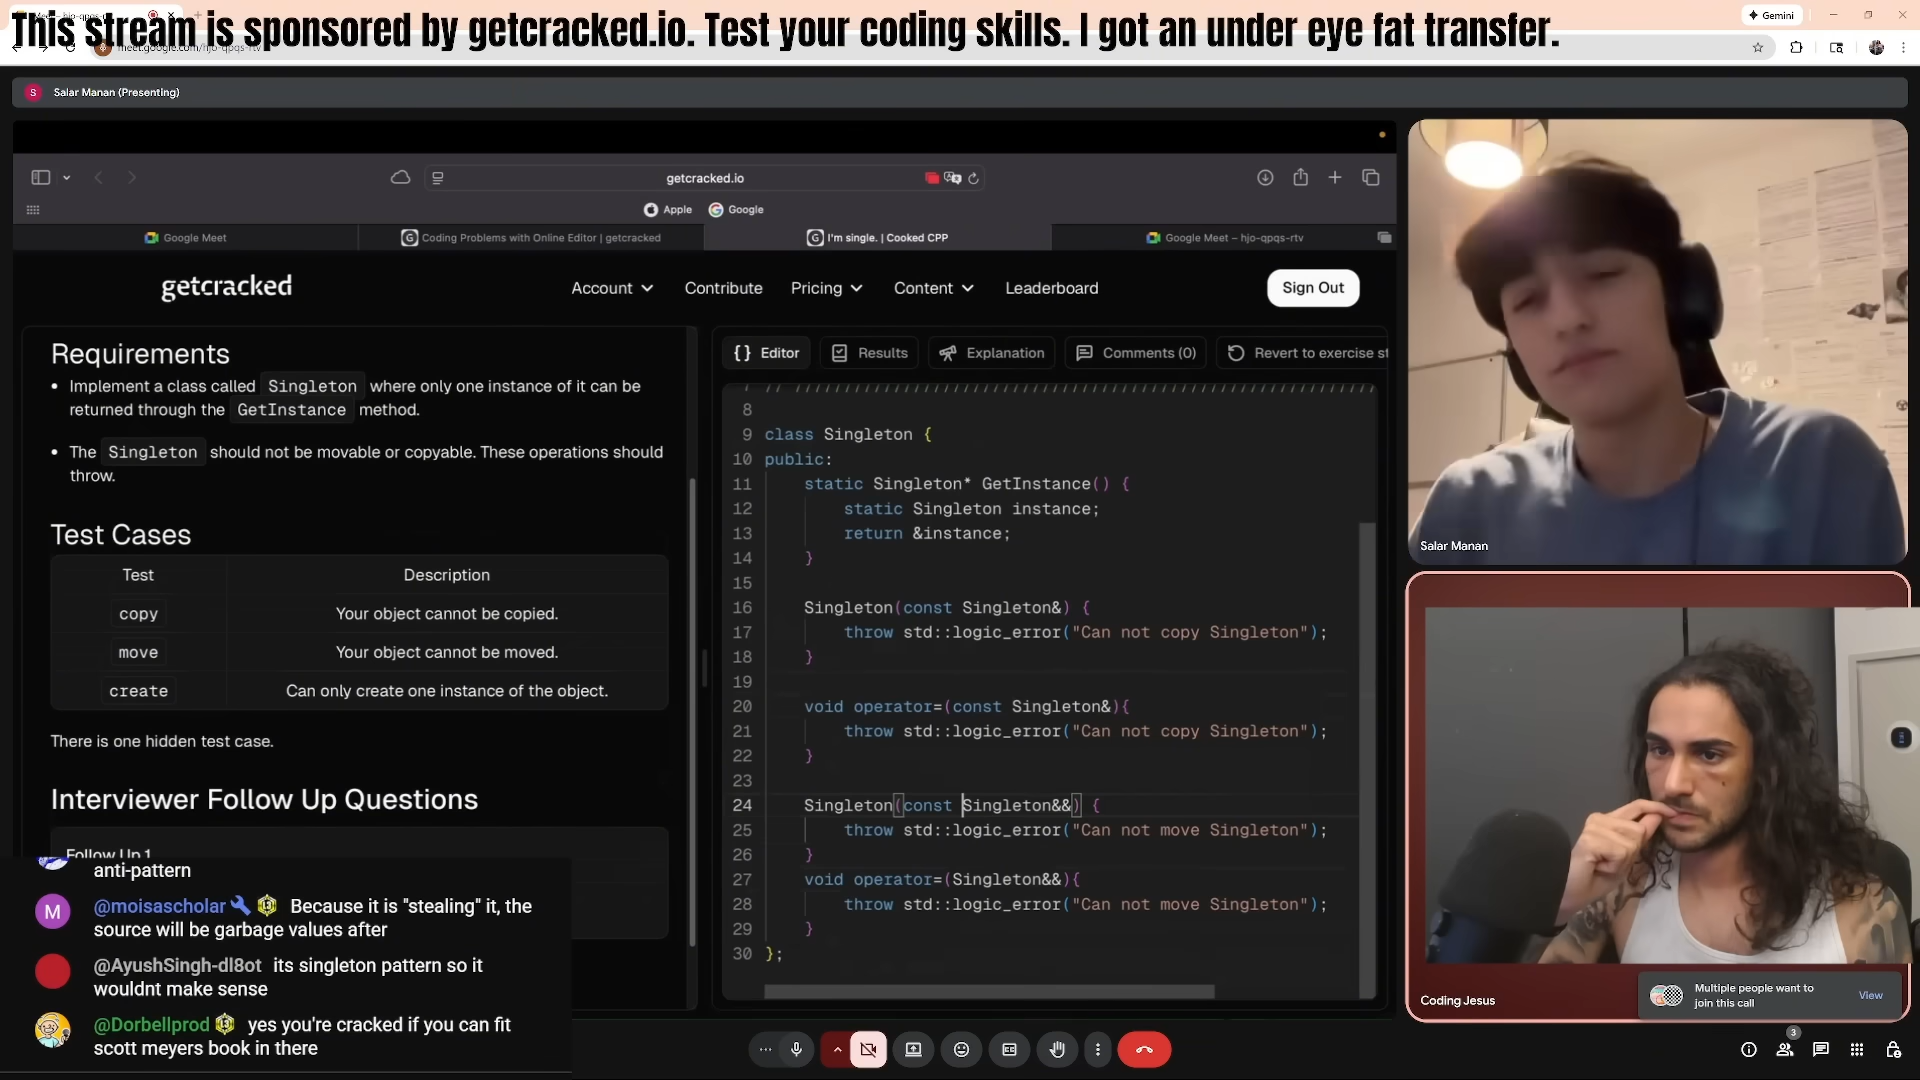 This stream is sponsored by getcracked.io. Test your coding skills. I got an under eye fat transfer.
Gemini
S Salar Manan (Presenting)
getcracked.io
Apple
Google
Google Meet
Coding Problems with Online Editor | getcracked
I'm single. | Cooked CPP
Google Meet – hjo-qpqs-rtv
getcracked
Account
Contribute
Pricing
Content
Leaderboard
Sign Out
Requirements
• Implement a class called Singleton where only one instance of it can be
returned through the GetInstance method.
• The Singleton should not be movable or copyable. These operations should
throw.
Test Cases
Test Description
copy Your object cannot be copied.
move Your object cannot be moved.
create Can only create one instance of the object.
There is one hidden test case.
Interviewer Follow Up Questions
Follow Up 1
{} Editor
Results
Explanation
Comments (0)
Revert to exercise st
8
9 class Singleton {
10 public:
11 static Singleton* GetInstance() {
12 static Singleton instance;
13 return &instance;
14 }
15
16 Singleton(const Singleton&) {
17 throw std::logic_error("Can not copy Singleton");
18 }
19
20 void operator=(const Singleton&){
21 throw std::logic_error("Can not copy Singleton");
22 }
23
24 Singleton(const Singleton&&) {
25 throw std::logic_error("Can not move Singleton");
26 }
27 void operator=(Singleton&&){
28 throw std::logic_error("Can not move Singleton");
29 }
30 };
anti-pattern
M @moisascholar Because it is "stealing" it, the
source will be garbage values after
@AyushSingh-dl8ot its singleton pattern so it
wouldnt make sense
@Dorbellprod yes you're cracked if you can fit
scott meyers book in there
Salar Manan
Coding Jesus
Multiple people want to
join this call
View
3